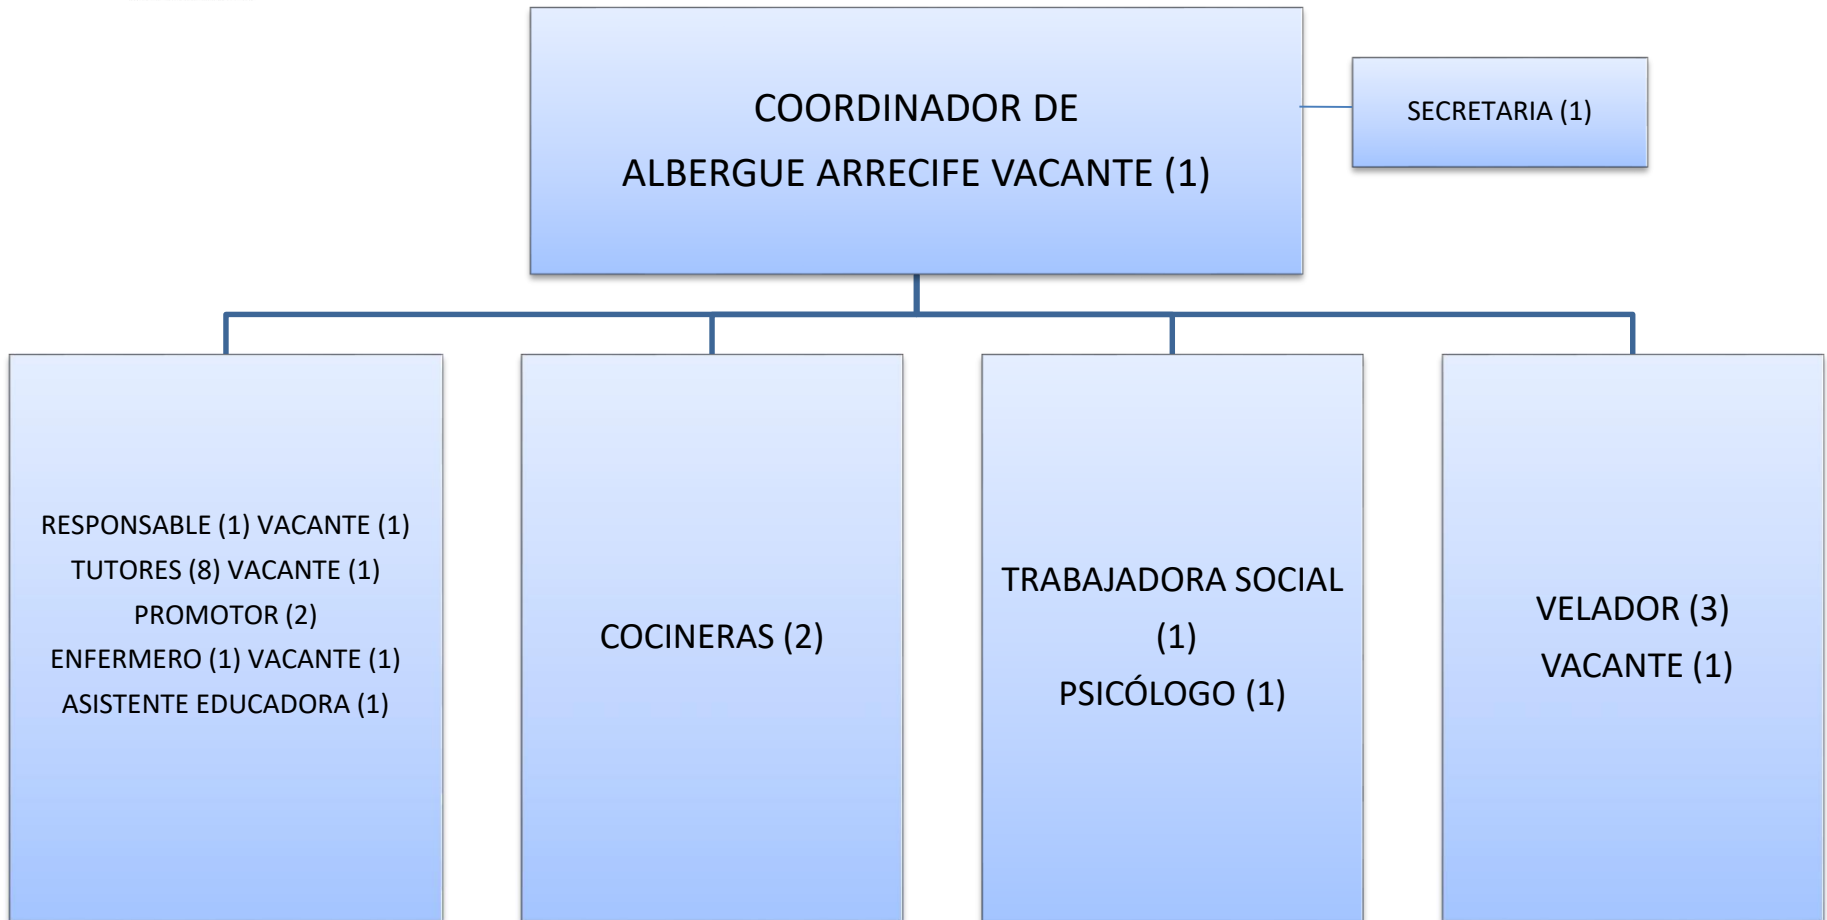 COORDINADOR DE
ALBERGUE ARRECIFE VACANTE (1)
SECRETARIA (1)
RESPONSABLE (1) VACANTE (1)
TUTORES (8) VACANTE (1)
PROMOTOR (2)
ENFERMERO (1) VACANTE (1)
ASISTENTE EDUCADORA (1)
COCINERAS (2)
TRABAJADORA SOCIAL
(1)
PSICÓLOGO (1)
VELADOR (3)
VACANTE (1)